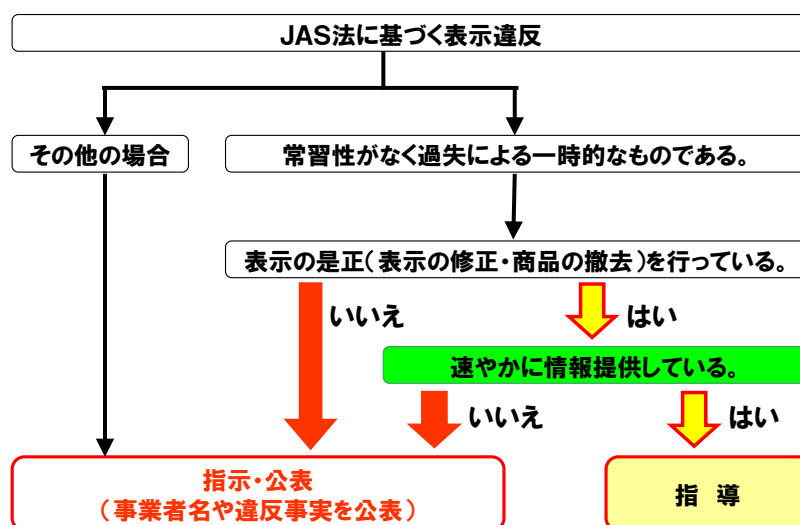 JAS法に基づく表示違反
その他の場合
常習性がなく過失による一時的なものである。
表示の是正(表示の修正・商品の撤去)を行っている。
いいえ
はい
速やかに情報提供している。
いいえ
はい
指示・公表
(事業者名や違反事実を公表)
指 導